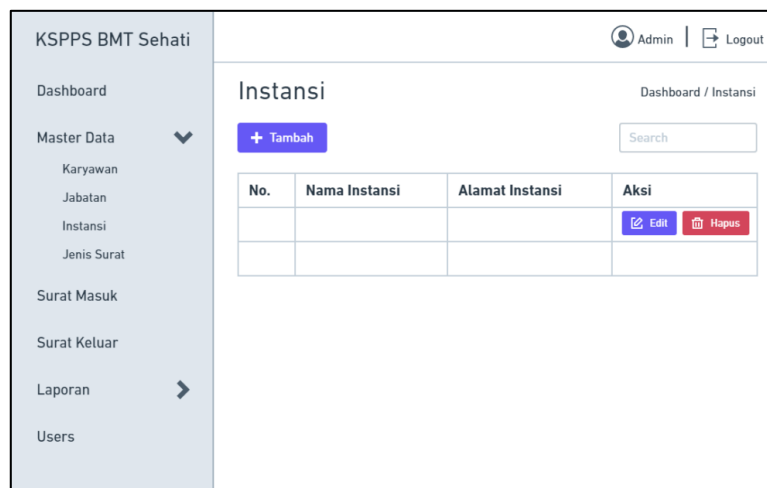 KSPPS BMT Sehati
Admin
Logout
Dashboard
Master Data
Karyawan
Jabatan
Instansi
Jenis Surat
Surat Masuk
Surat Keluar
Laporan
Users
Instansi
Dashboard / Instansi
+ Tambah
Search
No. Nama Instansi Alamat Instansi Aksi
Edit Hapus